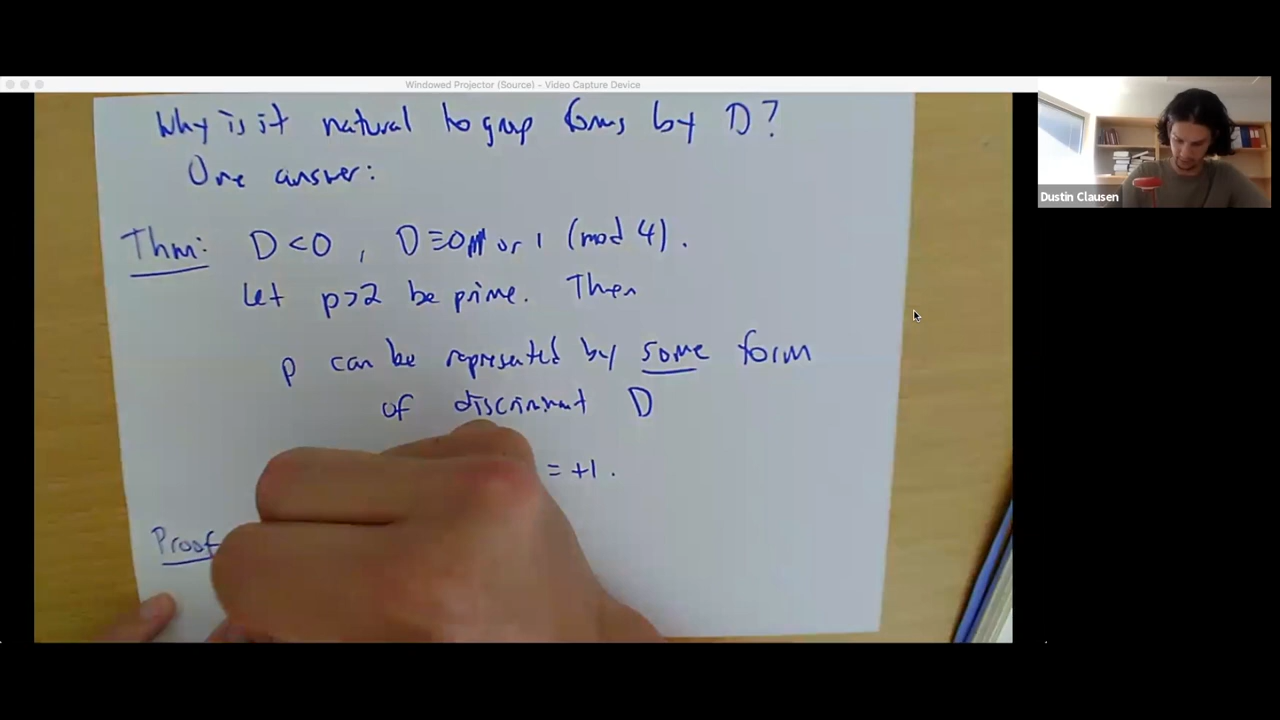 Windowed Projector (Source) - Video Capture Device
Why is it natural to group forms by D?
One answer:
Thm: D<0, D≡0 or 1 (mod 4).
Let p>2 be prime. Then
p can be represented by some form
of discriminant D
= +1.
Proof
Dustin Clausen